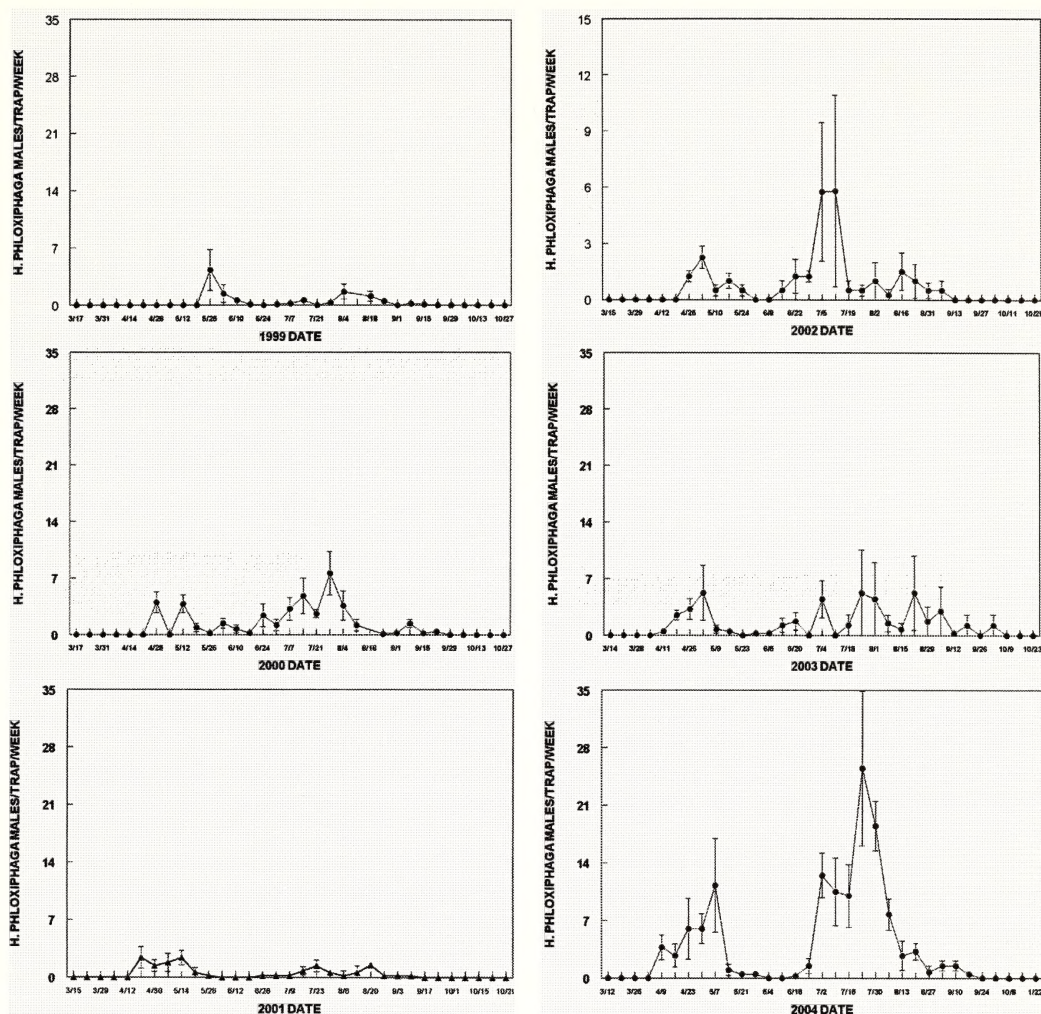 H. PHLOXIPHAGA MALES/TRAP/WEEK
35
28
21
14
7
0
3/17 3/31 4/14 4/28 5/12 5/26 6/10 6/24 7/7 7/21 8/4 8/18 9/1 9/15 9/29 10/13 10/27
1999 DATE
H. PHLOXIPHAGA MALES/TRAP/WEEK
15
12
9
6
3
0
3/15 3/29 4/12 4/26 5/10 5/24 6/8 6/22 7/5 7/19 8/2 8/16 8/31 9/13 9/27 10/11
2002 DATE
H. PHLOXIPHAGA MALES/TRAP/WEEK
35
28
21
14
7
0
3/17 3/31 4/14 4/28 5/12 5/26 6/10 6/24 7/7 7/21 8/4 8/18 9/1 9/15 9/29 10/13 10/27
2000 DATE
H. PHLOXIPHAGA MALES/TRAP/WEEK
35
28
21
14
7
0
3/14 3/28 4/11 4/25 5/9 5/23 6/6 6/20 7/4 7/18 8/1 8/15 8/29 9/12 9/26 10/9 10/23
2003 DATE
H. PHLOXIPHAGA MALES/TRAP/WEEK
35
28
21
14
7
0
3/15 3/29 4/12 4/30 5/14 5/28 6/12 6/26 7/9 7/23 8/6 8/20 9/3 9/17 10/1 10/15
2001 DATE
H. PHLOXIPHAGA MALES/TRAP/WEEK
35
28
21
14
7
0
3/12 3/26 4/9 4/23 5/7 5/21 6/4 6/18 7/2 7/16 7/30 8/13 8/27 9/10 9/24 10/8 1/22
2004 DATE